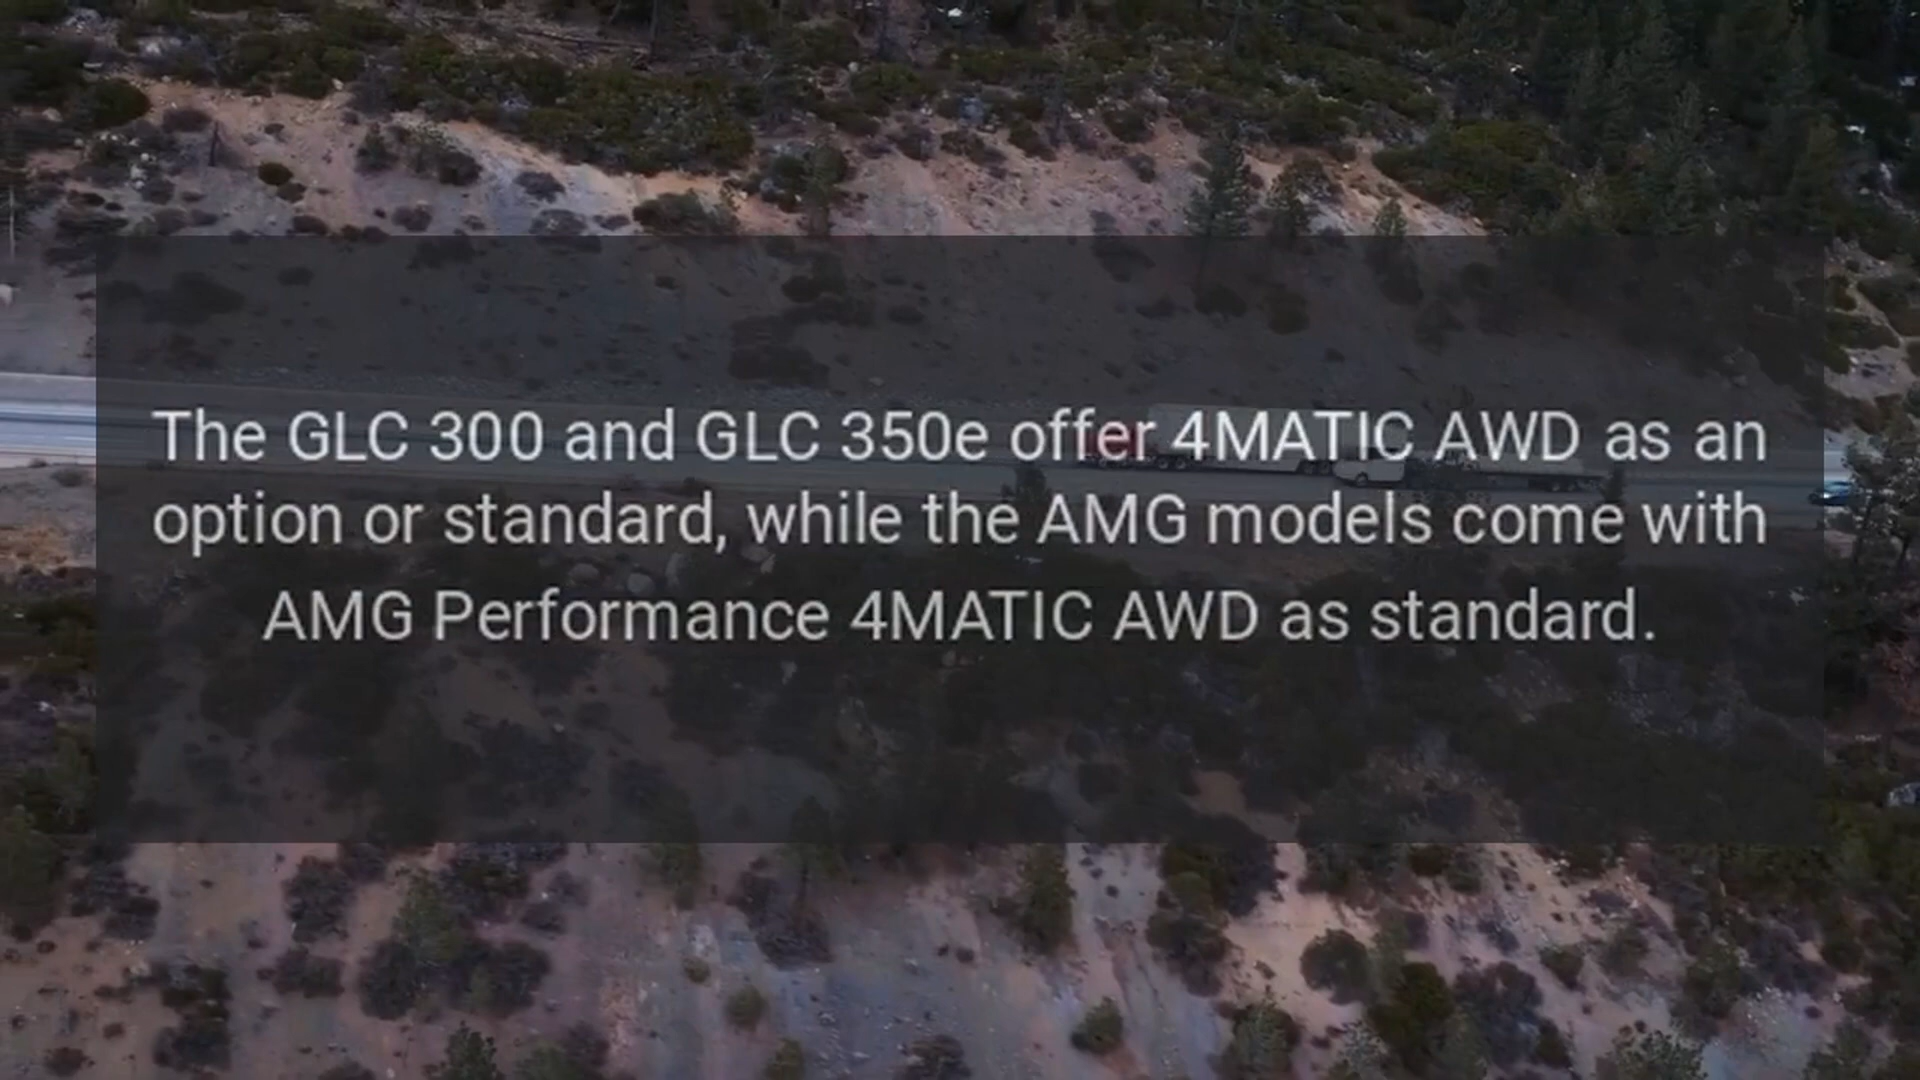 The GLC 300 and GLC 350e offer 4MATIC AWD as an
option or standard, while the AMG models come with
AMG Performance 4MATIC AWD as standard.